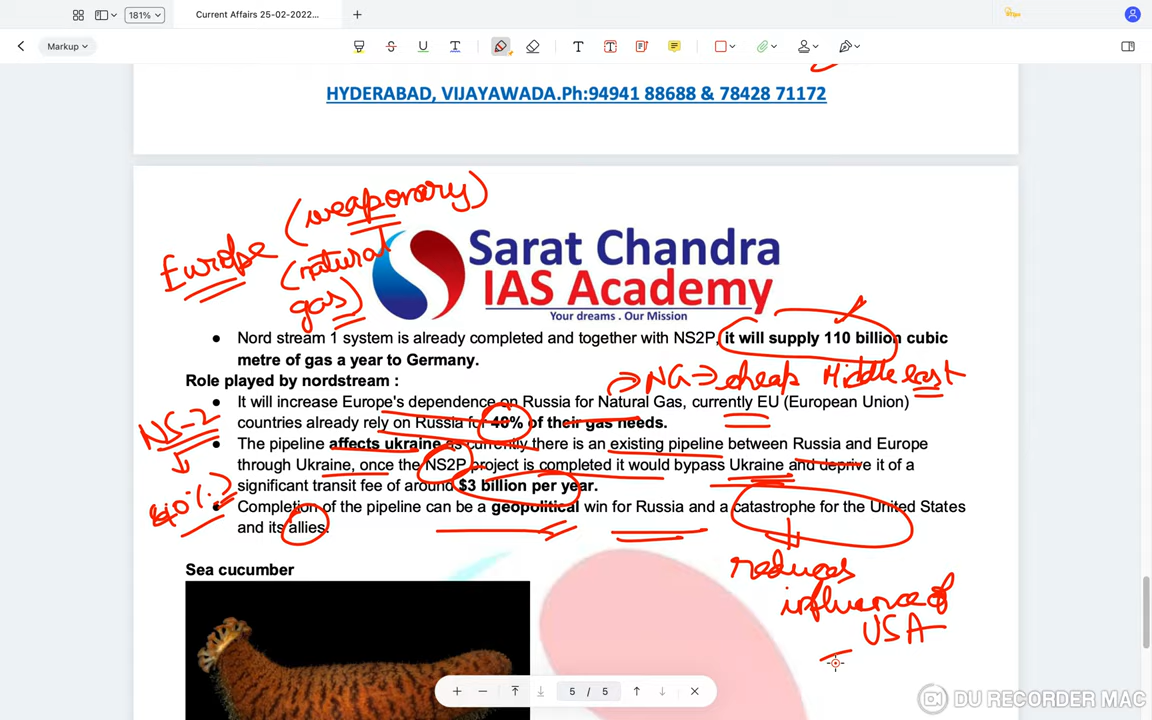 181%
Current Affairs 25-02-2022...
Markup
HYDERABAD, VIJAYAWADA.Ph:94941 88688 & 78428 71172
(weaponary)
Europe
(natural
gas)
Sarat Chandra
IAS Academy
Your dreams . Our Mission
Nord stream 1 system is already completed and together with NS2P, it will supply 110 billion cubic
metre of gas a year to Germany.
NG → cheap Middle east
Role played by nordstream :
It will increase Europe's dependence on Russia for Natural Gas, currently EU (European Union)
countries already rely on Russia for 40% of their gas needs.
NS-2
The pipeline affects ukraine as currently there is an existing pipeline between Russia and Europe
through Ukraine, once the NS2P project is completed it would bypass Ukraine and deprive it of a
significant transit fee of around $3 billion per year.
Completion of the pipeline can be a geopolitical win for Russia and a catastrophe for the United States
and its allies.
reduces
influence of
USA
Sea cucumber
5 / 5
DU RECORDER MAC